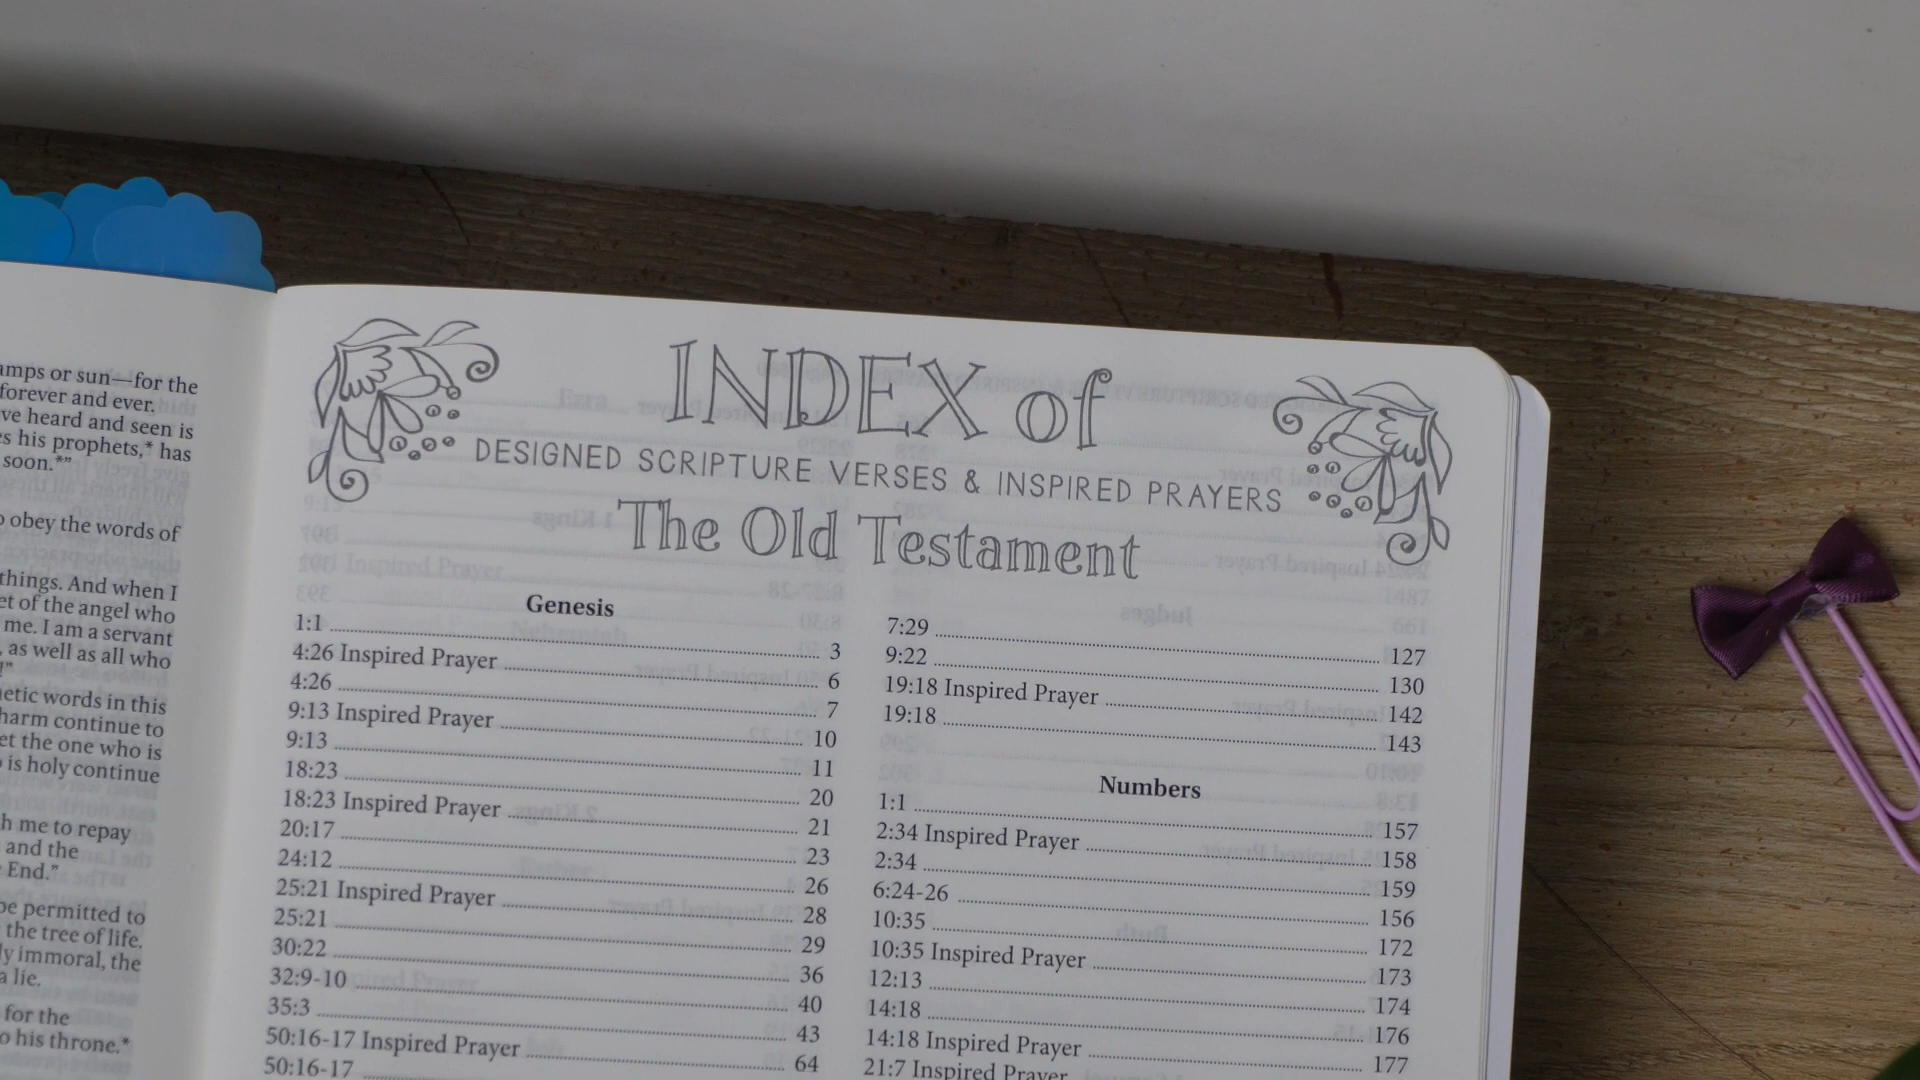 amps or sun—for the
forever and ever.
ve heard and seen is
s his prophets,* has
soon.*”
o obey the words of
things. And when I
et of the angel who
me. I am a servant
, as well as all who
!”
netic words in this
harm continue to
et the one who is
o is holy continue
h me to repay
and the
End.”
be permitted to
the tree of life.
ly immoral, the
a lie.
for the
o his throne.*
INDEX of
DESIGNED SCRIPTURE VERSES & INSPIRED PRAYERS
The Old Testament
Genesis
1:1 3
4:26 Inspired Prayer 6
4:26 7
9:13 Inspired Prayer 10
9:13 11
18:23 20
18:23 Inspired Prayer 21
20:17 23
24:12 26
25:21 Inspired Prayer 28
25:21 29
30:22 36
32:9-10 40
35:3 43
50:16-17 Inspired Prayer 64
50:16-17
7:29 127
9:22 130
19:18 Inspired Prayer 142
19:18 143
Numbers
1:1 157
2:34 Inspired Prayer 158
2:34 159
6:24-26 156
10:35 172
10:35 Inspired Prayer 173
12:13 174
14:18 176
14:18 Inspired Prayer 177
21:7 Inspired Prayer